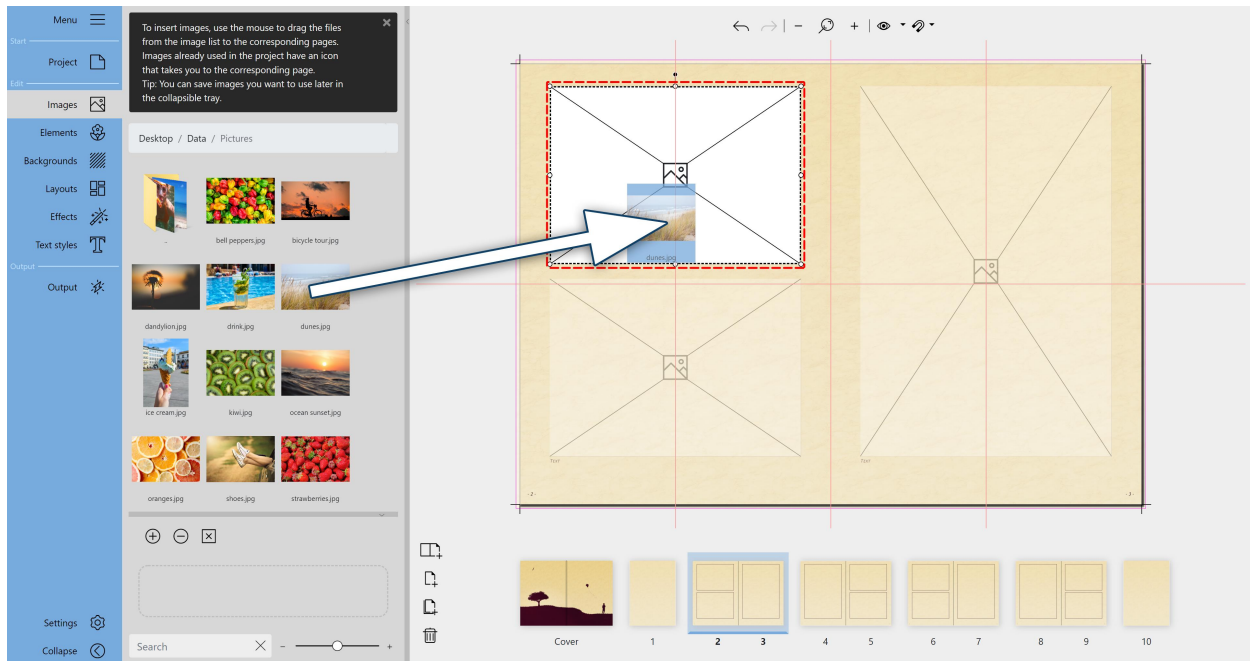 Menu
Start
Project
Edit
Images
Elements
Backgrounds
Layouts
Effects
Text styles
Output
Output
Settings
Collapse
To insert images, use the mouse to drag the files
from the image list to the corresponding pages.
Images already used in the project have an icon
that takes you to the corresponding page.
Tip: You can save images you want to use later in
the collapsible tray.
Desktop / Data / Pictures
..
bell peppers.jpg
bicycle tour.jpg
dandylion.jpg
drink.jpg
dunes.jpg
ice cream.jpg
kiwi.jpg
ocean sunset.jpg
oranges.jpg
shoes.jpg
strawberries.jpg
Search
dunes.jpg
Text
Text
- 2 -
- 3 -
Cover
1
2
3
4
5
6
7
8
9
10